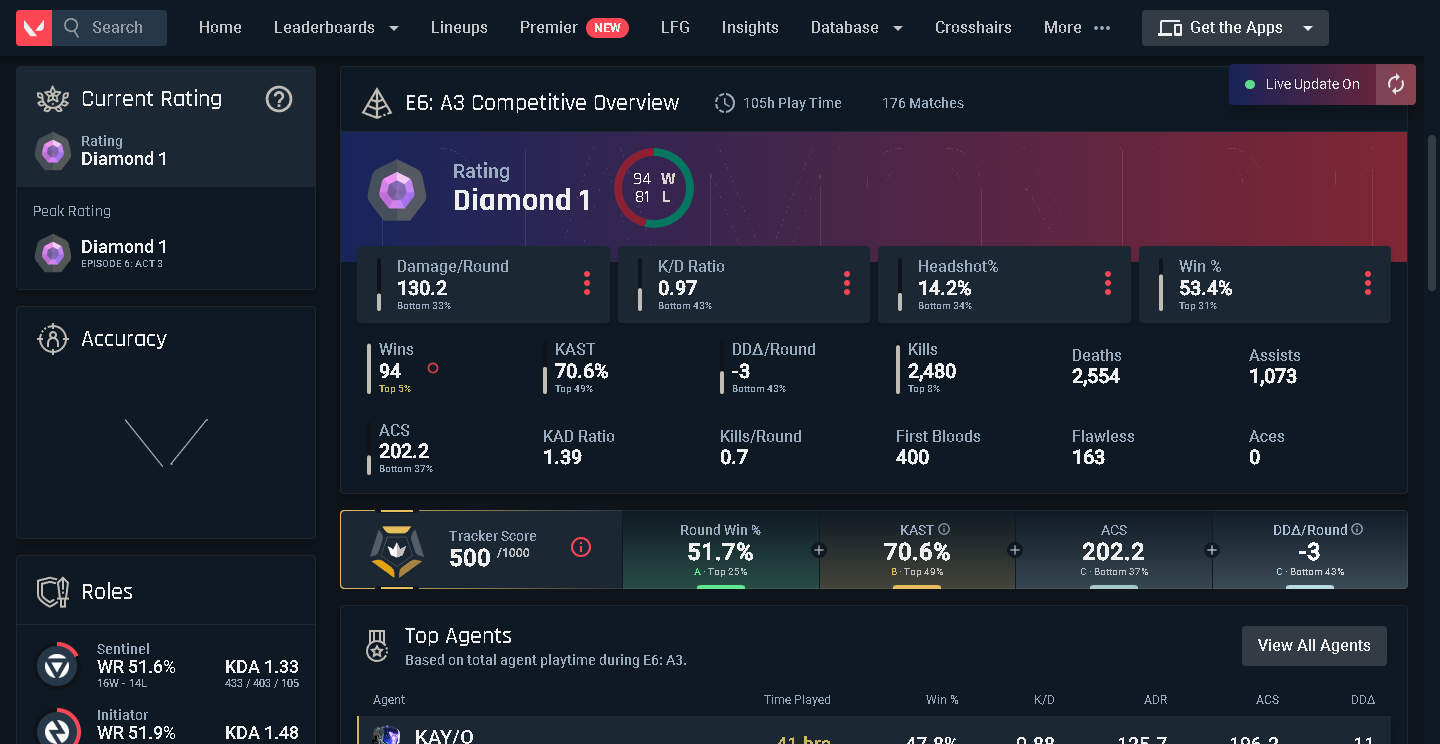 Search
Home
Leaderboards
Lineups
Premier NEW
LFG
Insights
Database
Crosshairs
More
Get the Apps
Live Update On
Current Rating
?
Rating
Diamond 1
Peak Rating
Diamond 1
EPISODE 6: ACT 3
Accuracy
Roles
Sentinel
WR 51.6% KDA 1.33
16W - 14L 433 / 403 / 105
Initiator
WR 51.9% KDA 1.48
E6: A3 Competitive Overview
105h Play Time
176 Matches
Rating
Diamond 1
94 W
81 L
Damage/Round
130.2
Bottom 33%
K/D Ratio
0.97
Bottom 43%
Headshot%
14.2%
Bottom 34%
Win %
53.4%
Top 31%
Wins
94
Top 5%
KAST
70.6%
Top 49%
DDΔ/Round
-3
Bottom 43%
Kills
2,480
Top 8%
Deaths
2,554
Assists
1,073
ACS
202.2
Bottom 37%
KAD Ratio
1.39
Kills/Round
0.7
First Bloods
400
Flawless
163
Aces
0
Tracker Score
500 /1000
Round Win %
51.7%
A · Top 25%
KAST
70.6%
B · Top 49%
ACS
202.2
C · Bottom 37%
DDΔ/Round
-3
C · Bottom 43%
Top Agents
Based on total agent playtime during E6: A3.
View All Agents
Agent Time Played Win % K/D ADR ACS DDΔ
KAY/O 41 hrs 47.8% 0.88 125.7 196.2